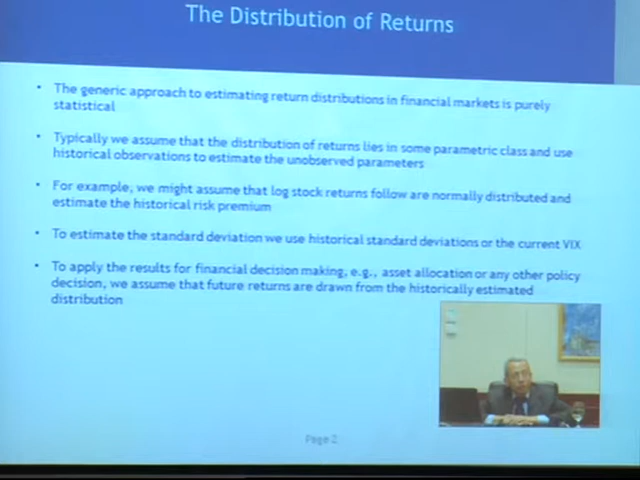 The Distribution of Returns
• The generic approach to estimating return distributions in financial markets is purely
statistical
• Typically we assume that the distribution of returns lies in some parametric class and use
historical observations to estimate the unobserved parameters
• For example, we might assume that log stock returns follow are normally distributed and
estimate the historical risk premium
• To estimate the standard deviation we use historical standard deviations or the current VIX
• To apply the results for financial decision making, e.g., asset allocation or any other policy
decision, we assume that future returns are drawn from the historically estimated
distribution
Page 2